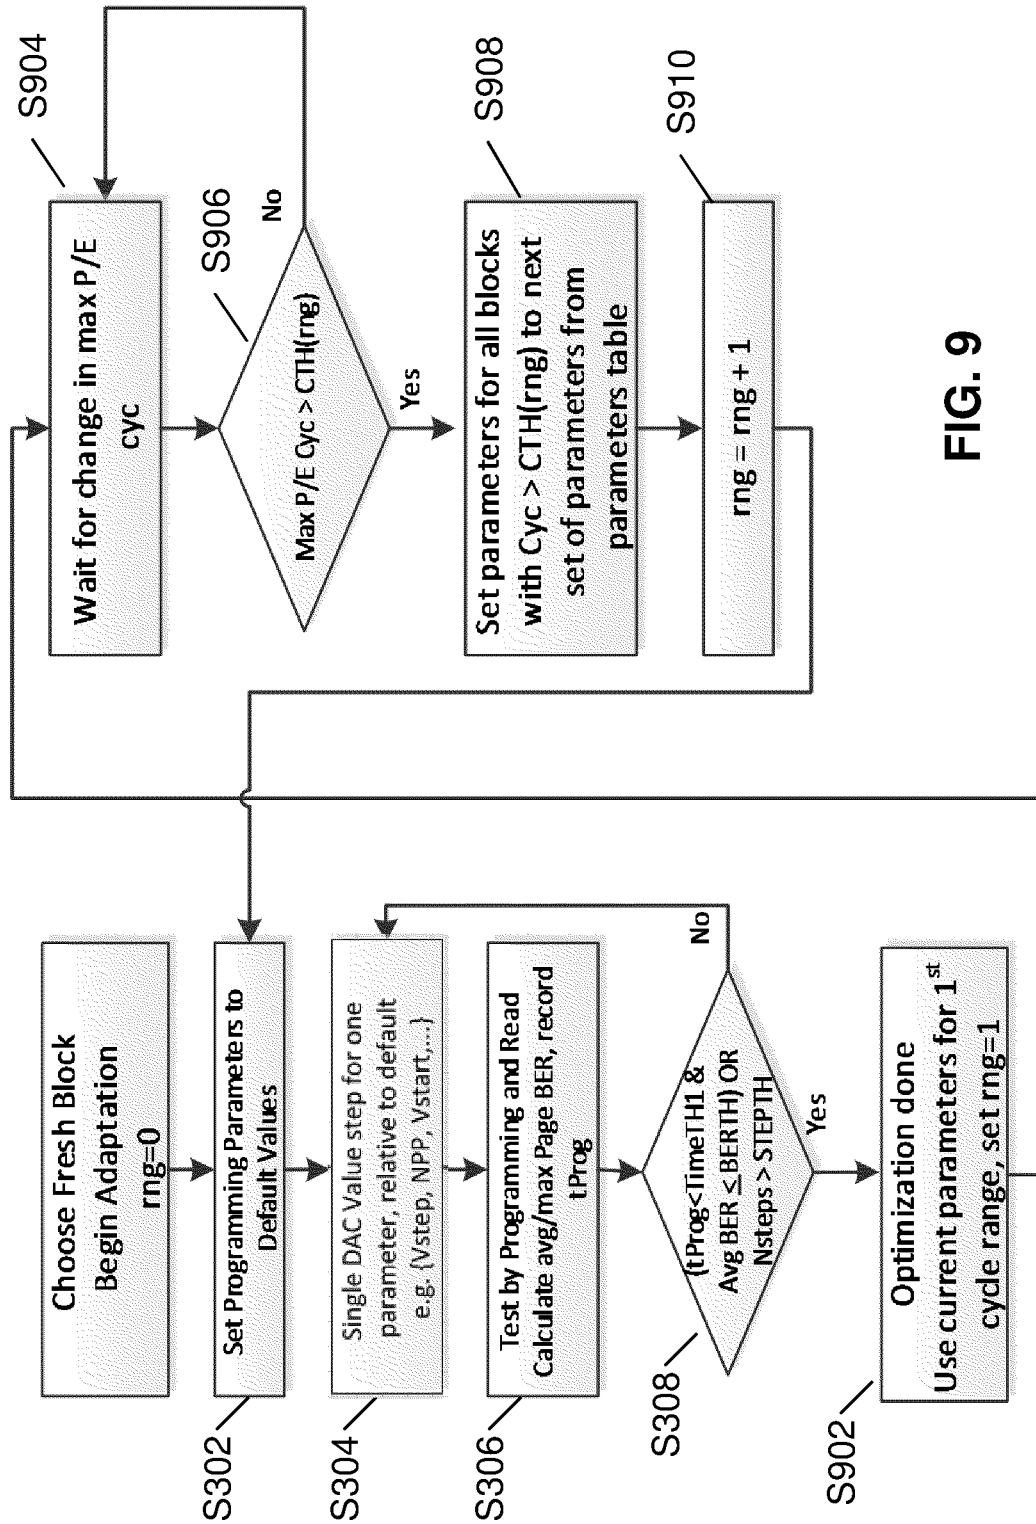 Choose Fresh Block
Begin Adaptation
rng=0
S302
Set Programming Parameters to
Default Values
S304
Single DAC Value step for one
parameter, relative to default
e.g. {Vstep, NPP, Vstart,...}
S306
Test by Programming and Read
Calculate avg/max Page BER, record
tProg
S308
(tProg<TimeTH1 &
Avg BER ≤ BERTH) OR
Nsteps > STEPTH
No
Yes
S902
Optimization done
Use current parameters for 1st
cycle range, set rng=1
S904
Wait for change in max P/E
cyc
S906
Max P/E Cyc > CTH(rng)
No
Yes
S908
Set parameters for all blocks
with Cyc > CTH(rng) to next
set of parameters from
parameters table
S910
rng = rng + 1
FIG. 9